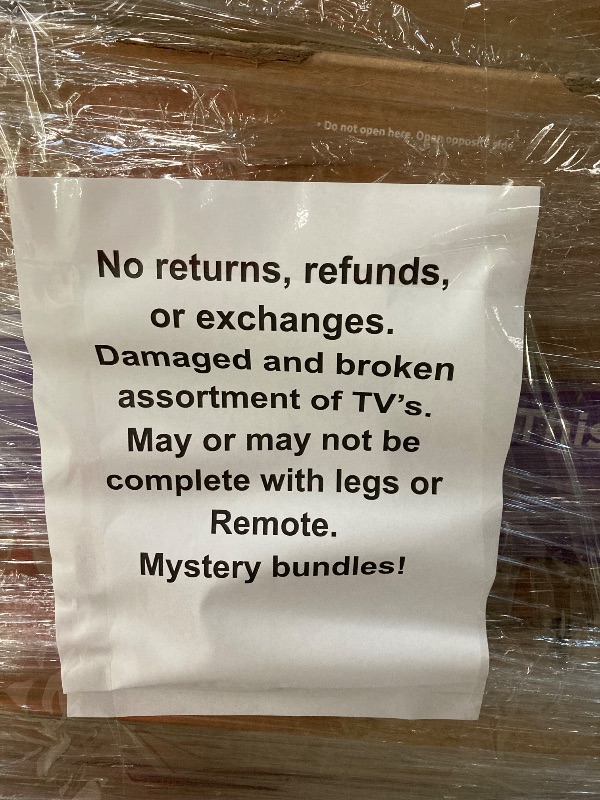 • Do not open here. Open opposite side.
No returns, refunds,
or exchanges.
Damaged and broken
assortment of TV's.
May or may not be
complete with legs or
Remote.
Mystery bundles!